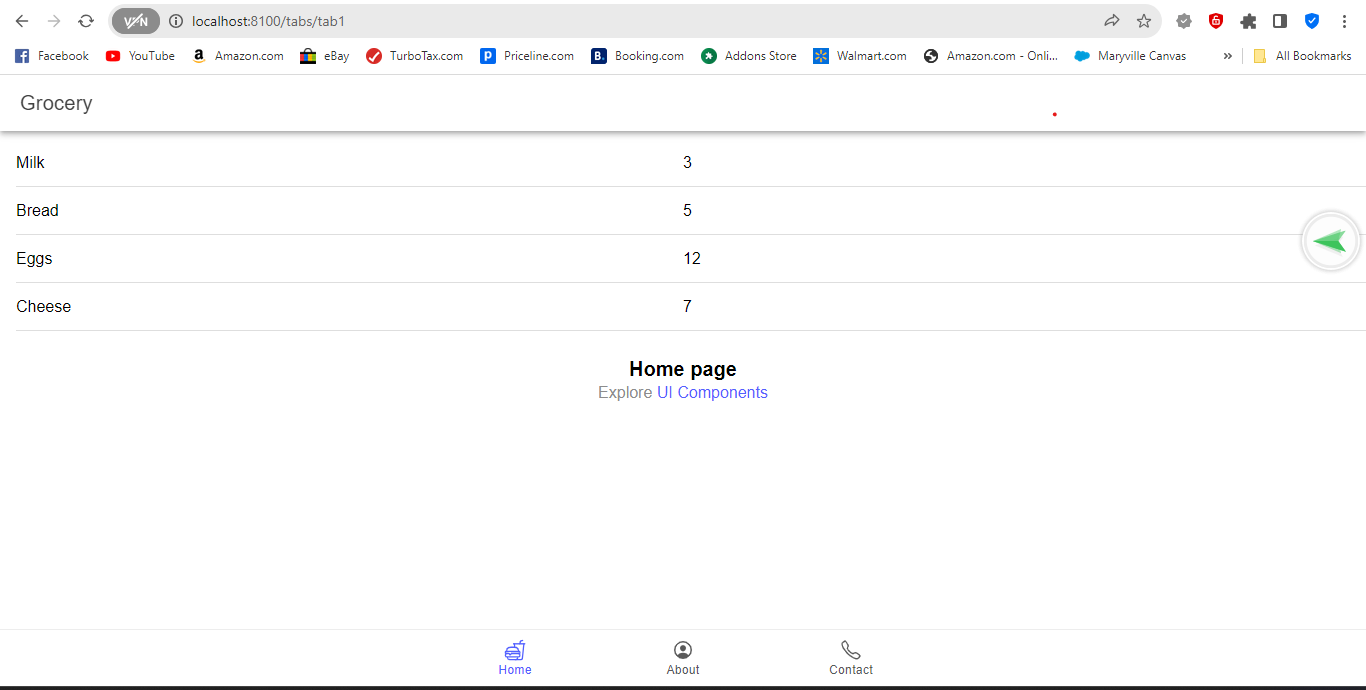 VPN localhost:8100/tabs/tab1
Facebook YouTube Amazon.com eBay TurboTax.com Priceline.com Booking.com Addons Store Walmart.com Amazon.com - Onli... Maryville Canvas » All Bookmarks
Grocery
Milk 3
Bread 5
Eggs 12
Cheese 7
Home page
Explore UI Components
Home About Contact